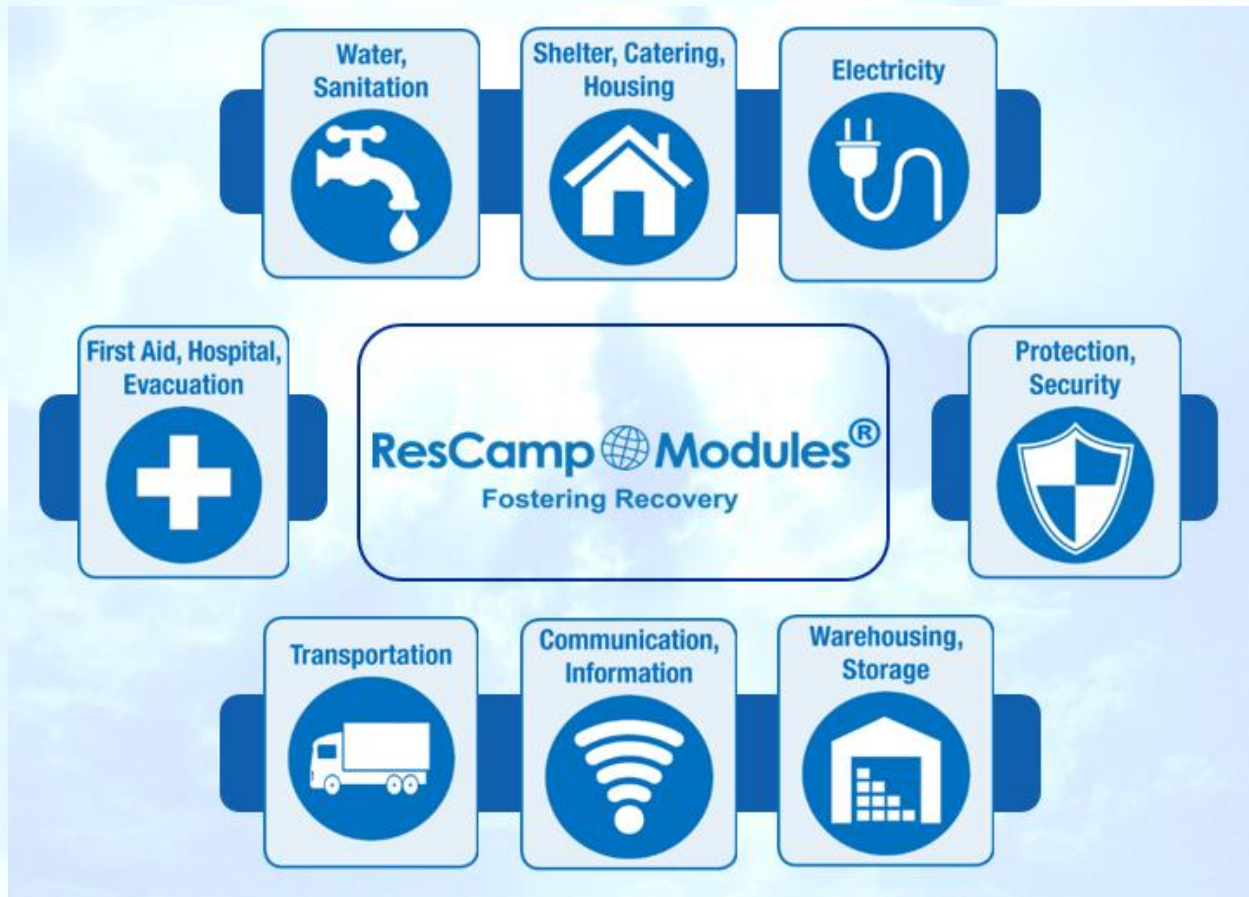 Water,
Sanitation
Shelter, Catering,
Housing
Electricity
First Aid, Hospital,
Evacuation
ResCamp Modules®
Fostering Recovery
Protection,
Security
Transportation
Communication,
Information
Warehousing,
Storage